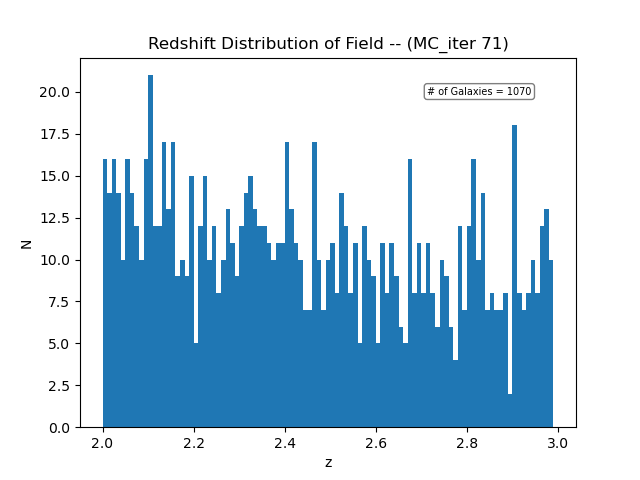 Redshift Distribution of Field -- (MC_iter 71)
# of Galaxies = 1070
20.0
17.5
15.0
12.5
10.0
7.5
5.0
2.5
0.0
N
2.0 2.2 2.4 2.6 2.8 3.0
z